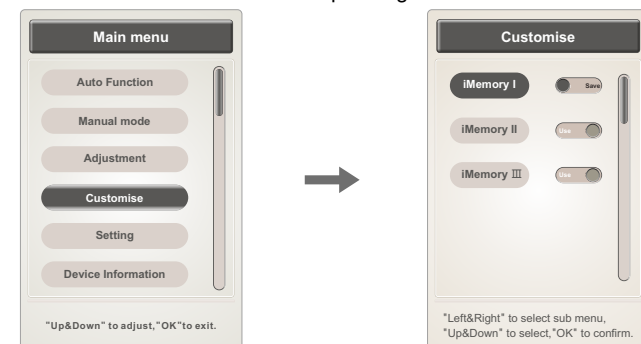 Main menu
Auto Function
Manual mode
Adjustment
Customise
Setting
Device Information
"Up&Down" to adjust,"OK"to exit.
Customise
iMemory I Save
iMemory II Use
iMemory Ⅲ Use
"Left&Right" to select sub menu,
"Up&Down" to select,"OK" to confirm.